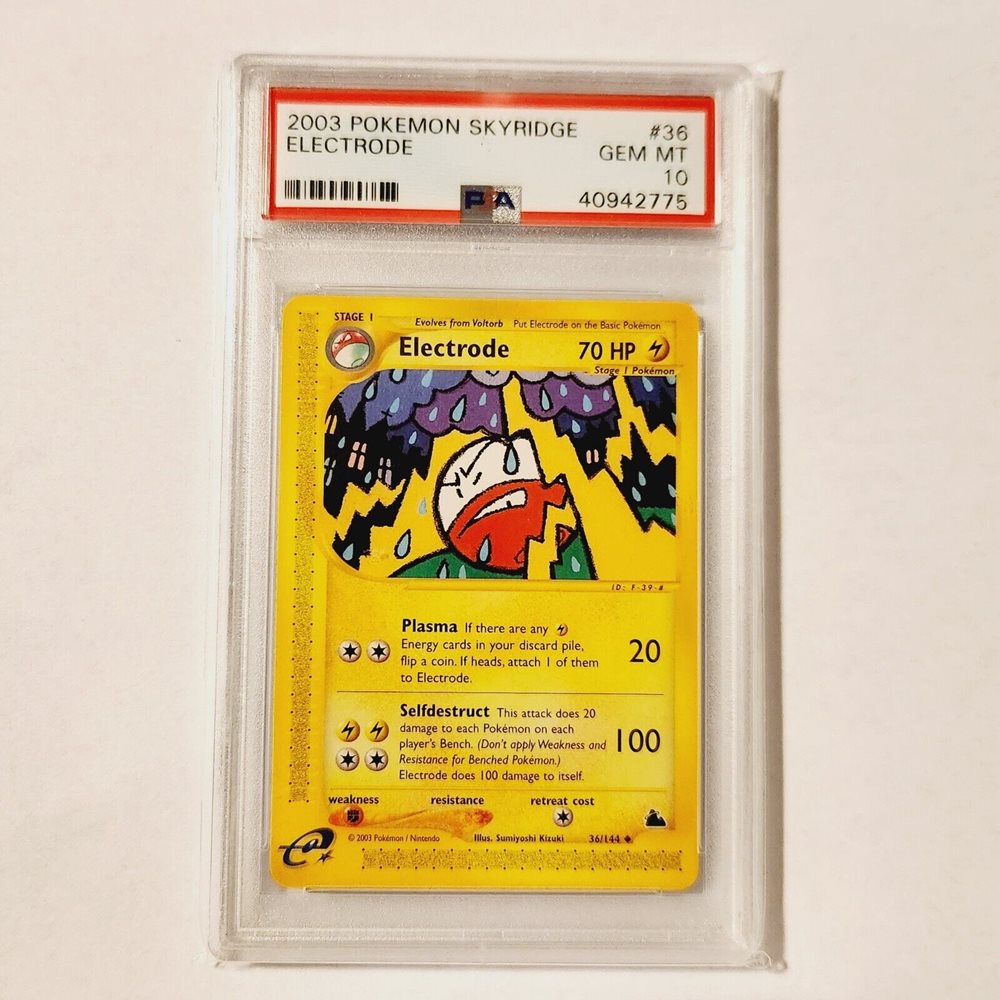 2003 POKEMON SKYRIDGE #36
ELECTRODE GEM MT
10
PSA 40942775
STAGE 1
Evolves from Voltorb Put Electrode on the Basic Pokémon
Electrode 70 HP
Stage 1 Pokémon
ID: F-39-#
Plasma If there are any
Energy cards in your discard pile,
flip a coin. If heads, attach 1 of them
to Electrode.
20
Selfdestruct This attack does 20
damage to each Pokémon on each
player's Bench. (Don't apply Weakness and
Resistance for Benched Pokémon.)
Electrode does 100 damage to itself.
100
weakness resistance retreat cost
© 2003 Pokémon / Nintendo Illus. Sumiyoshi Kizuki 36/144
e